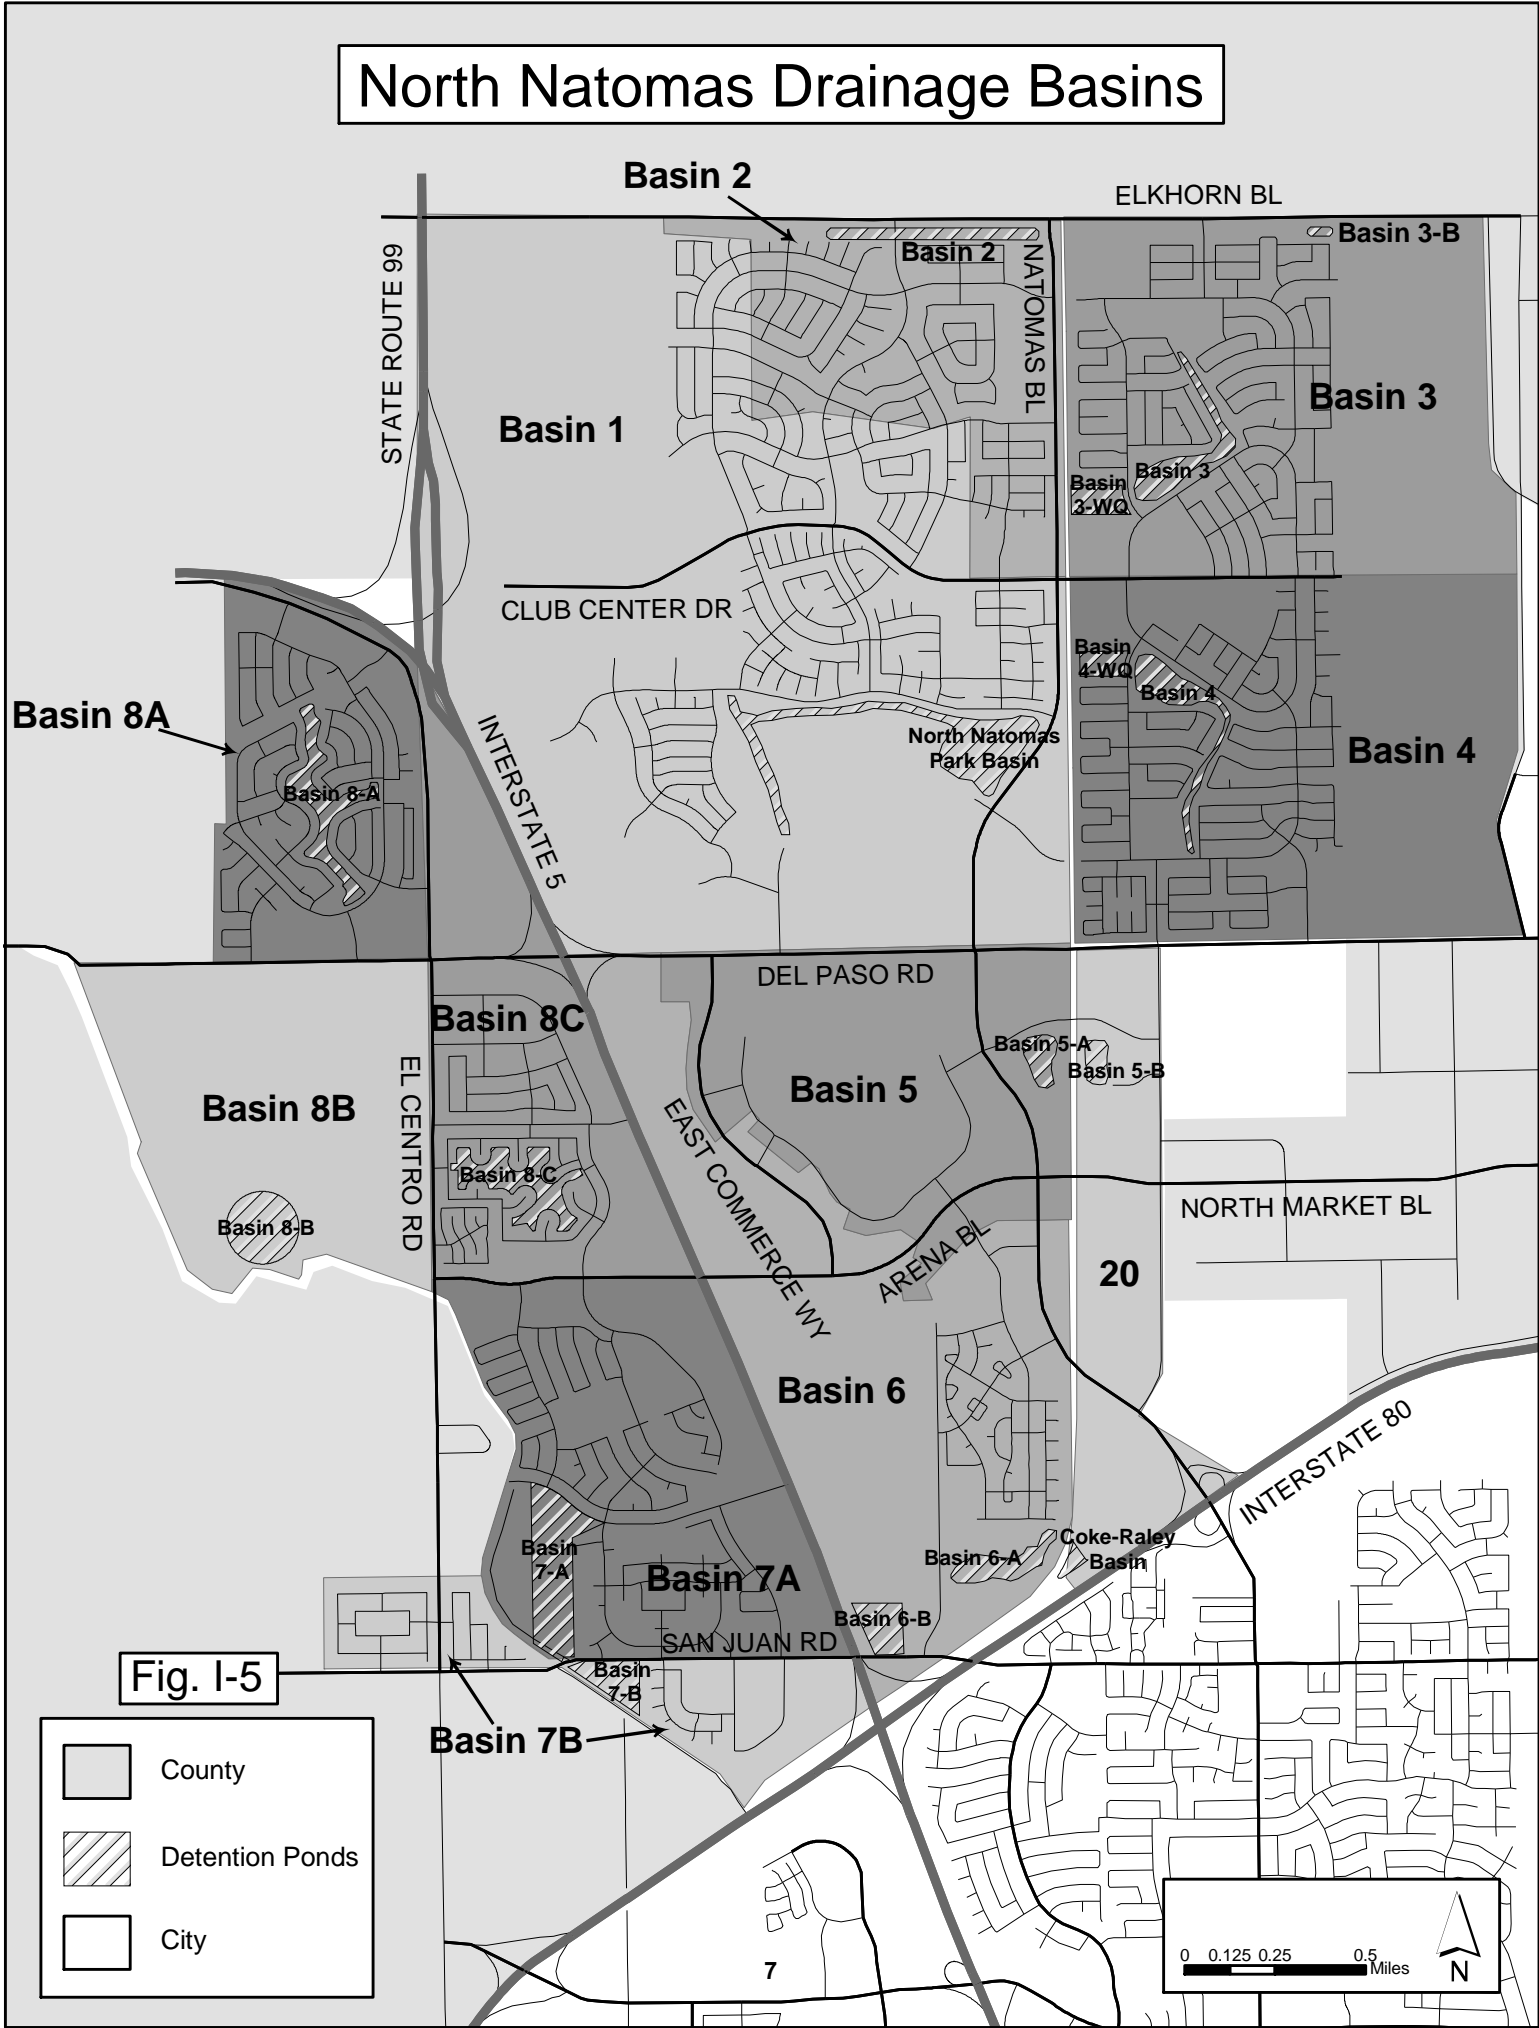 North Natomas Drainage Basins
Basin 2
ELKHORN BL
Basin 3-B
Basin 2
STATE ROUTE 99
NATOMAS BL
Basin 3
Basin 1
Basin 3
Basin
3-WQ
CLUB CENTER DR
Basin
4-WQ
Basin 4
Basin 8A
INTERSTATE 5
North Natomas
Park Basin
Basin 4
Basin 8-A
DEL PASO RD
Basin 8C
Basin 5-A
Basin 5-B
Basin 5
EL CENTRO RD
Basin 8B
EAST COMMERCE WY
Basin 8-C
NORTH MARKET BL
Basin 8-B
ARENA BL
20
Basin 6
INTERSTATE 80
Coke-Raley
Basin
Basin
7-A
Basin 6-A
Basin 7A
Basin 6-B
SAN JUAN RD
Fig. I-5
Basin
7-B
Basin 7B
County
Detention Ponds
City
7
0 0.125 0.25 0.5
Miles
N